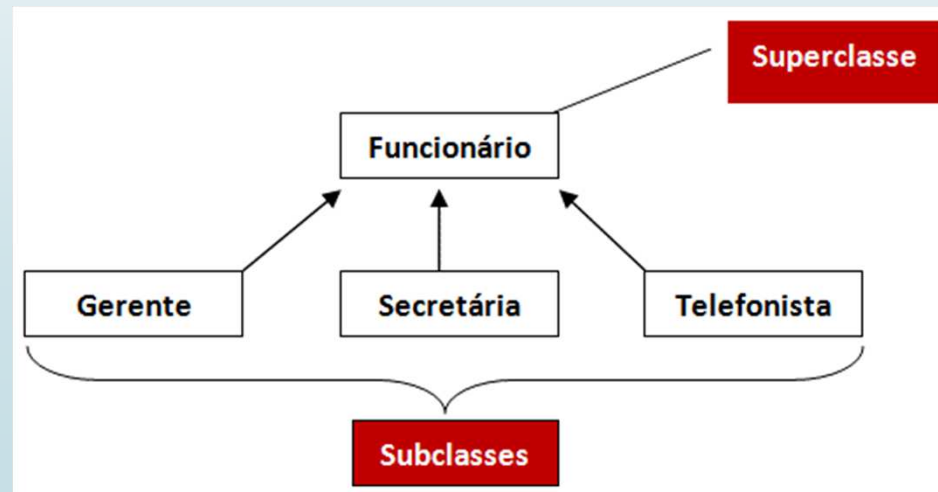 Superclasse
Funcionário
Gerente
Secretária
Telefonista
Subclasses